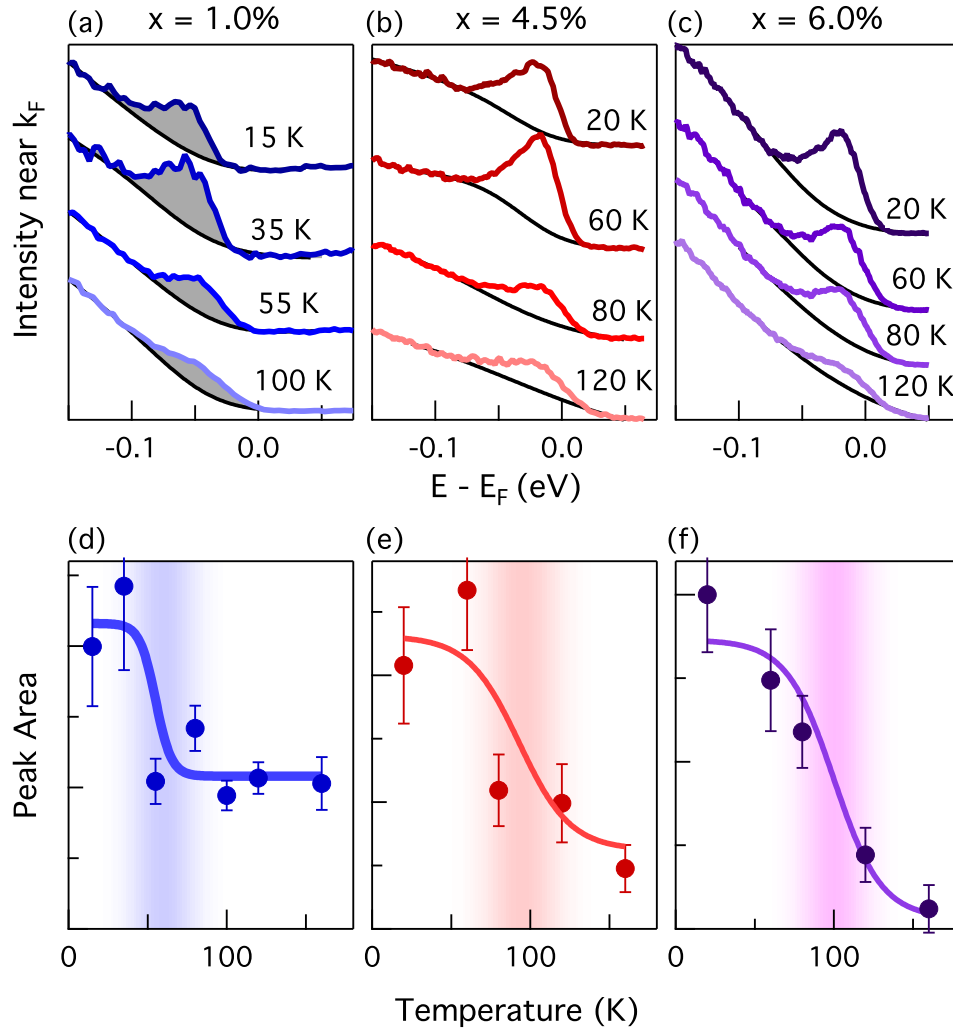 (a) x = 1.0%
(b) x = 4.5%
(c) x = 6.0%
Intensity near k_F
15 K
35 K
55 K
100 K
20 K
60 K
80 K
120 K
20 K
60 K
80 K
120 K
-0.1 0.0
-0.1 0.0
-0.1 0.0
E - E_F (eV)
(d)
(e)
(f)
Peak Area
0 100
0 100
0 100
Temperature (K)